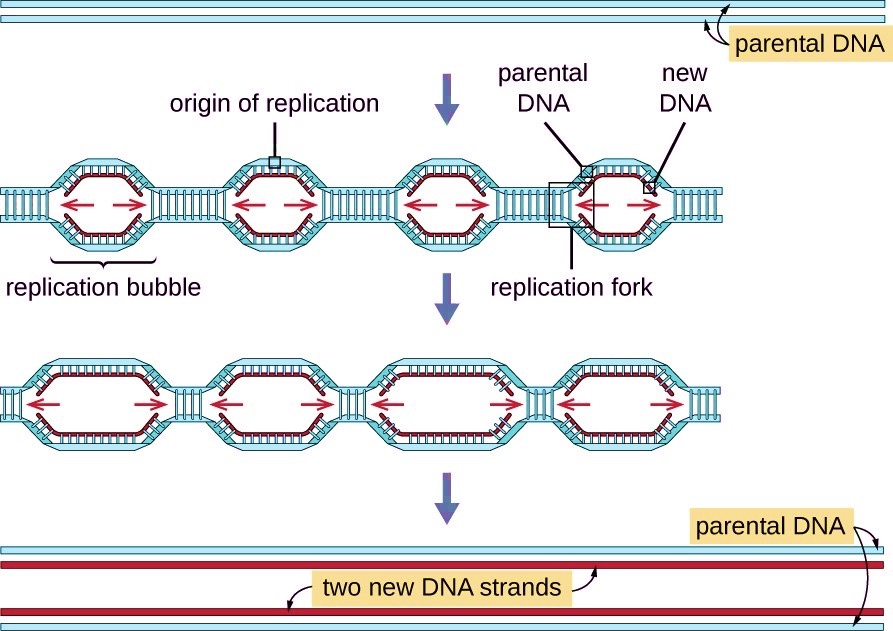 parental DNA
parental
DNA
new
DNA
origin of replication
replication bubble
replication fork
parental DNA
two new DNA strands